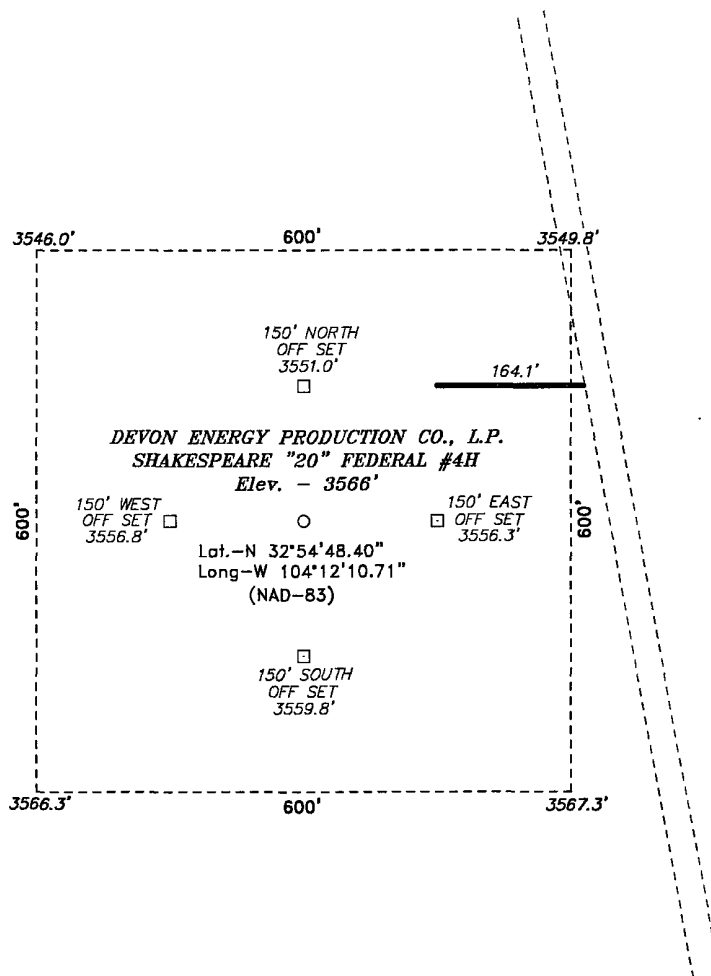 3546.0'
600'
3549.8'
150' NORTH
OFF SET
3551.0'
164.1'
DEVON ENERGY PRODUCTION CO., L.P.
SHAKESPEARE "20" FEDERAL #4H
Elev. - 3566'
600'
150' WEST
OFF SET
3556.8'
150' EAST
OFF SET
3556.3'
600'
Lat.-N 32°54'48.40"
Long-W 104°12'10.71"
(NAD-83)
150' SOUTH
OFF SET
3559.8'
3566.3'
600'
3567.3'